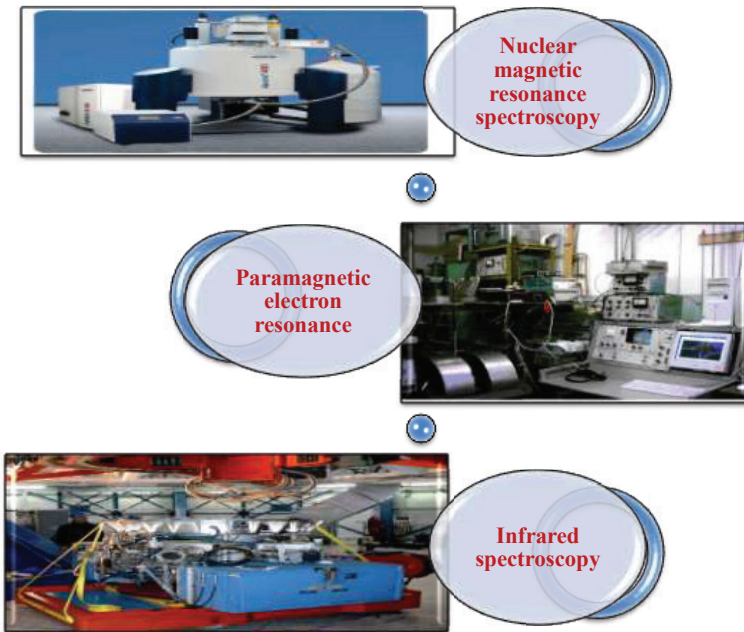 Nuclear
magnetic
resonance
spectroscopy
Paramagnetic
electron
resonance
Infrared
spectroscopy